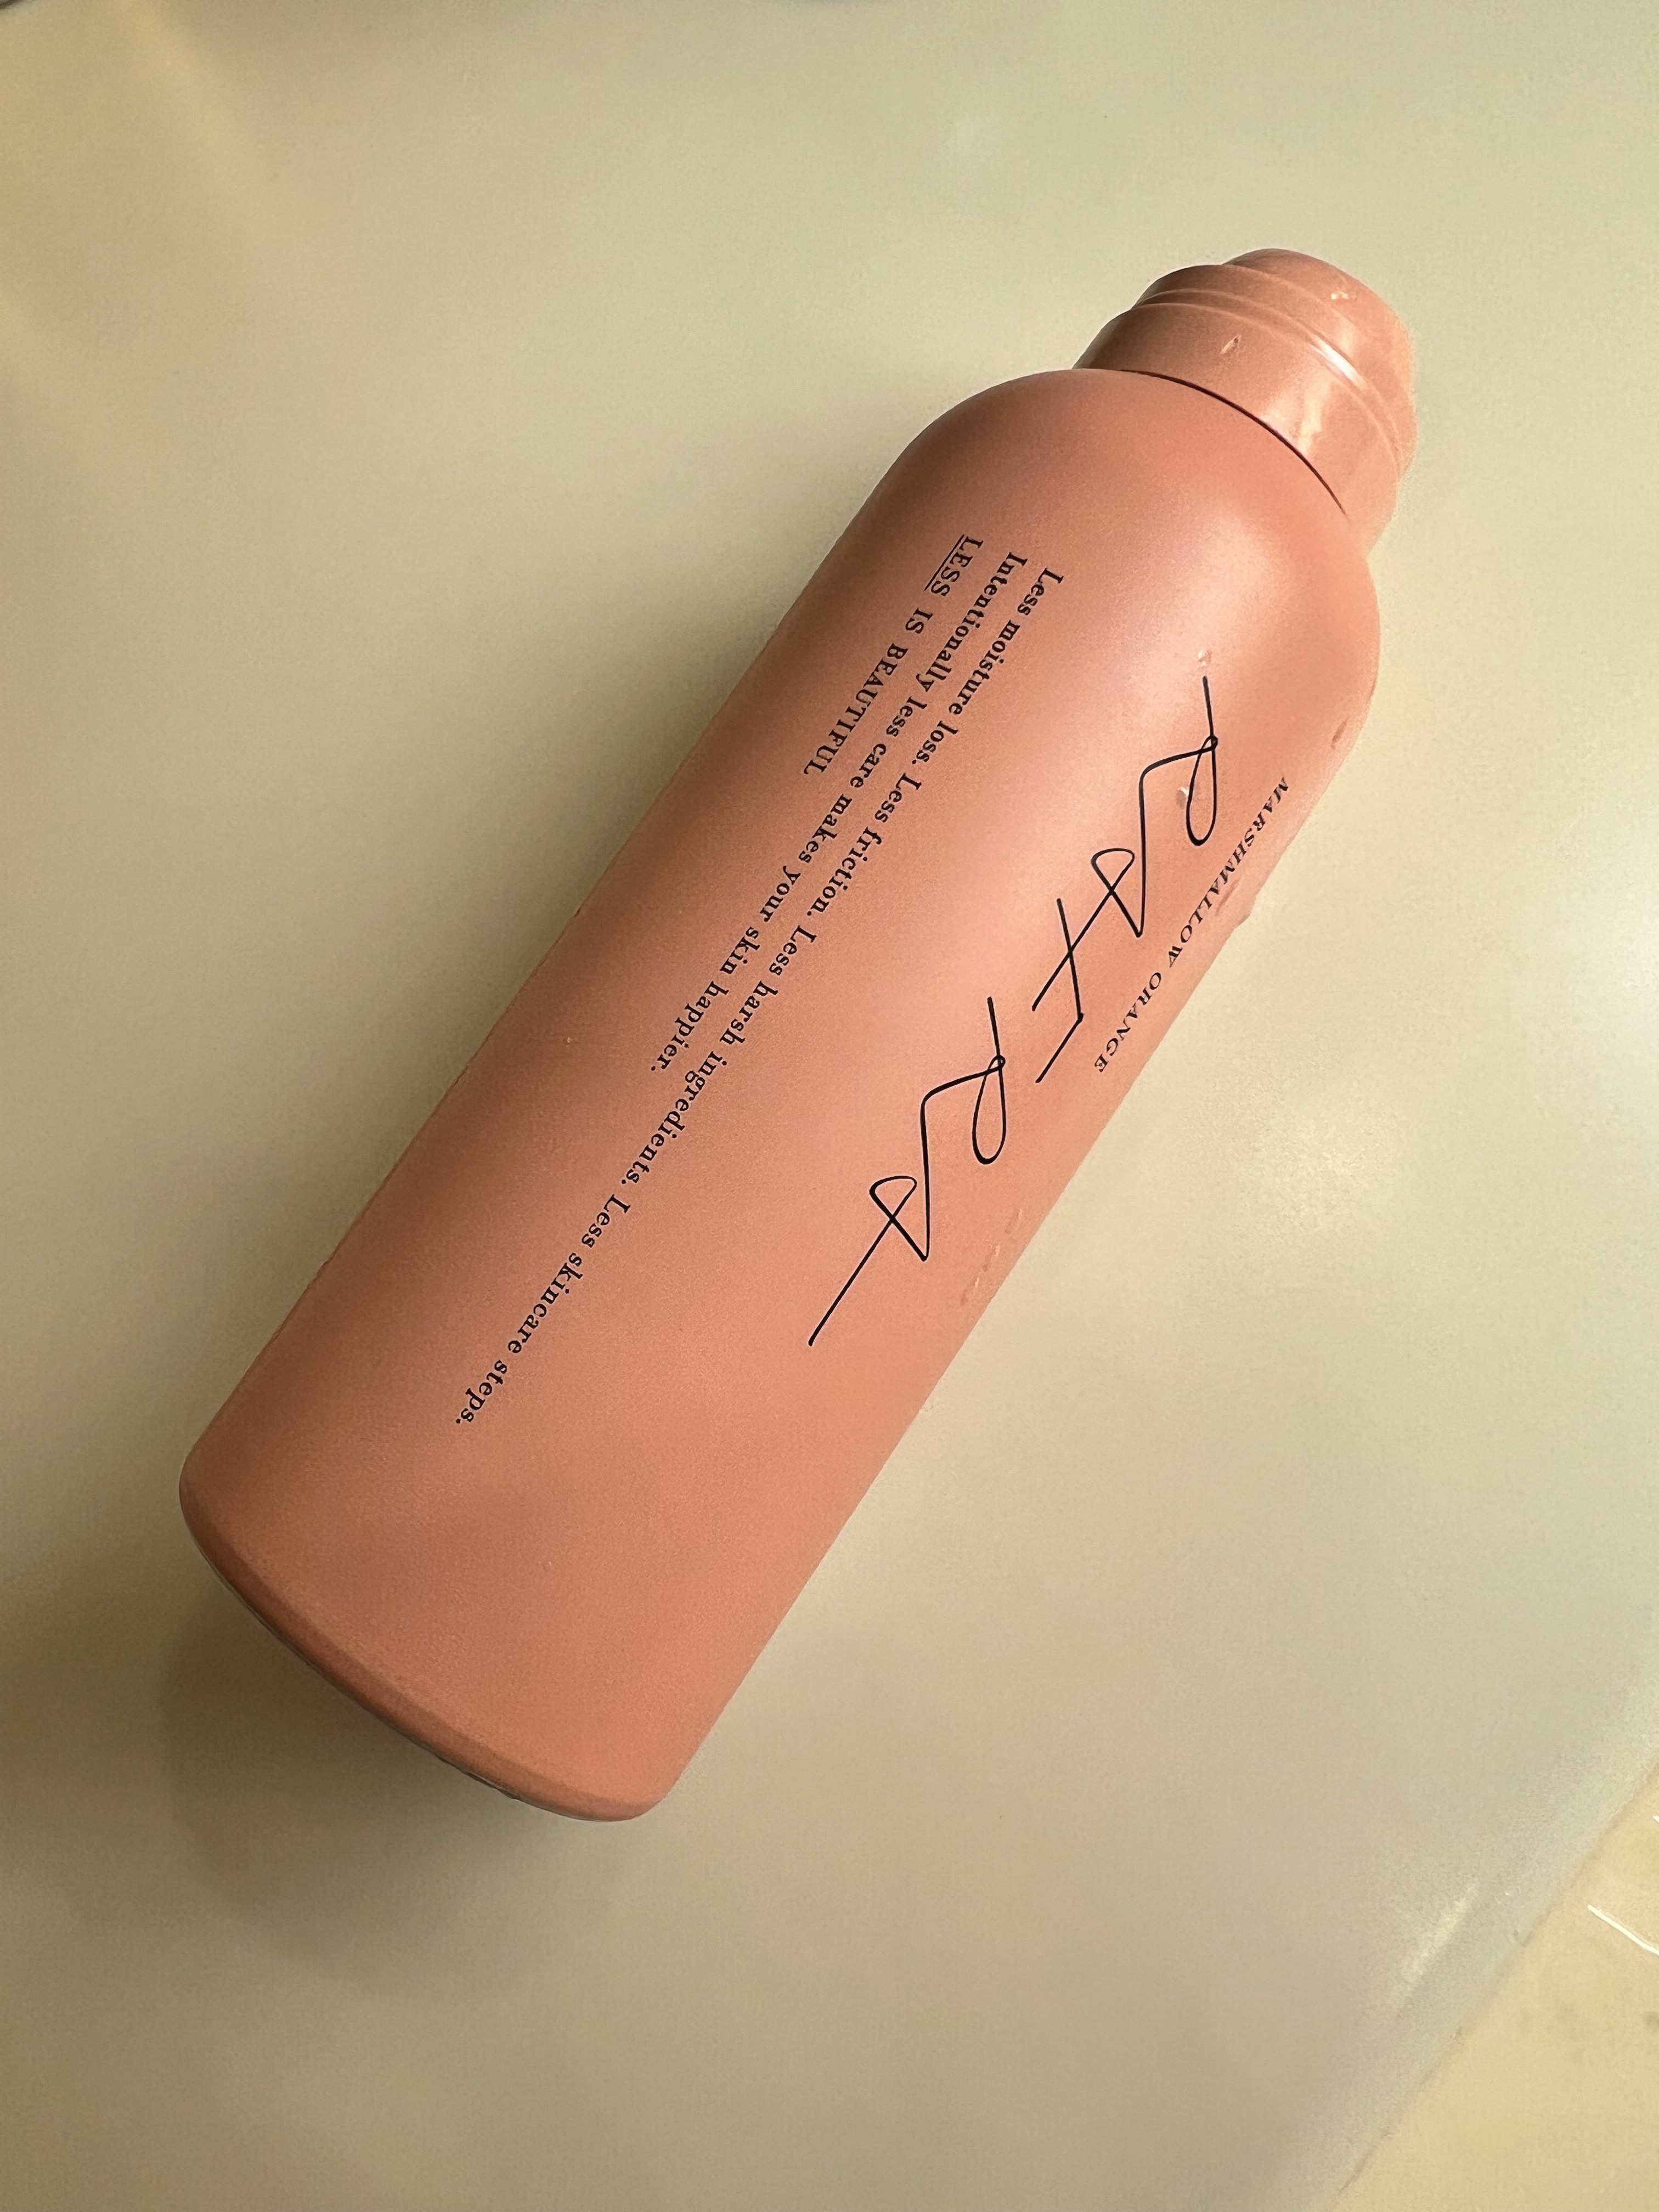 MARSHMALLOW ORANGE
RAFRA
Less moisture loss. Less friction. Less harsh ingredients. Less skincare steps.
Intentionally less care makes your skin happier.
LESS IS BEAUTIFUL